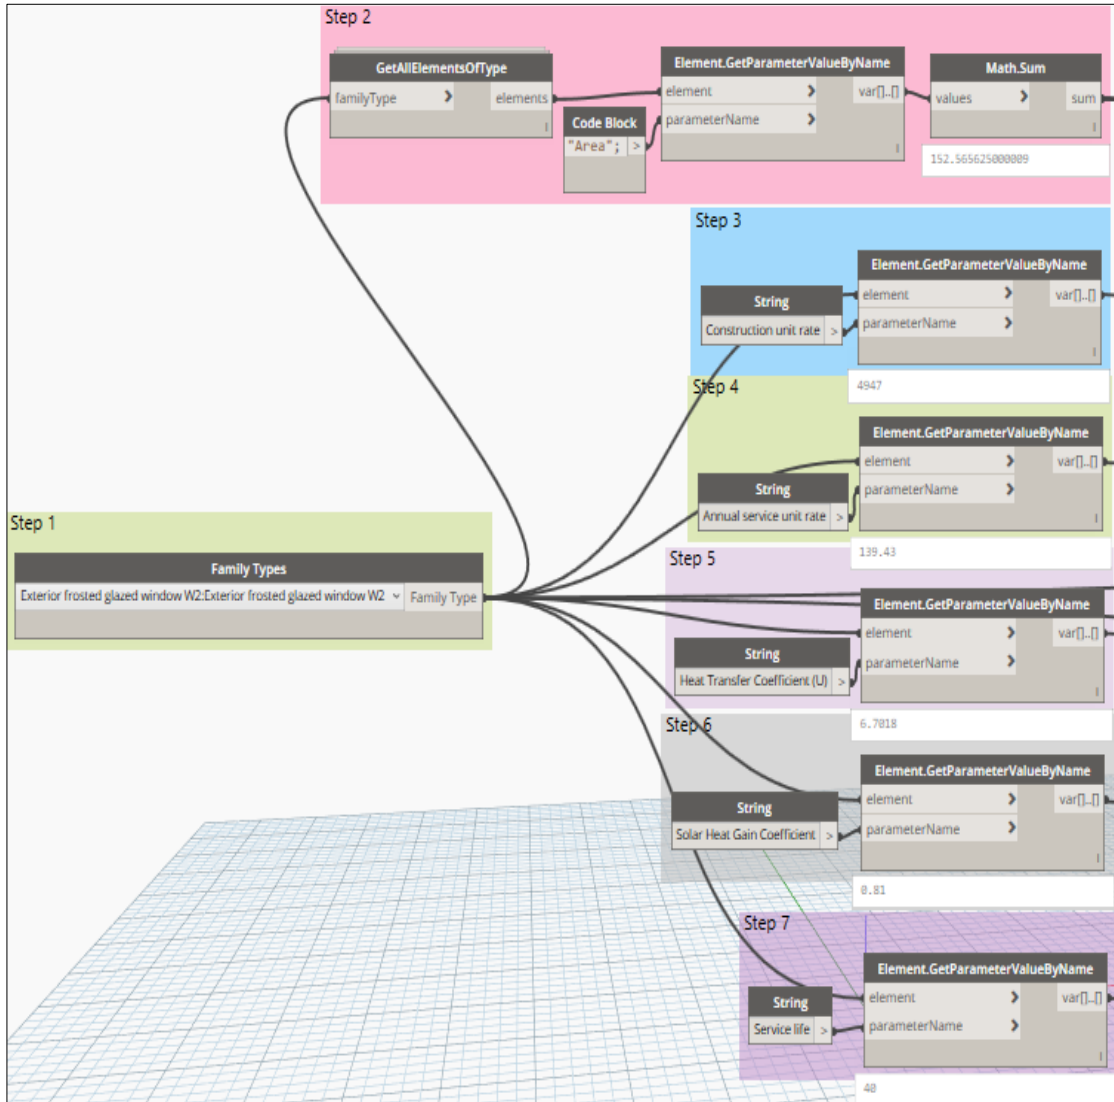 Step 2
GetAllElementsOfType
familyType > elements
Code Block
"Area"; >
Element.GetParameterValueByName
element > var[]..[]
parameterName >
Math.Sum
values > sum
152.565625000009
Step 3
String
Construction unit rate >
Element.GetParameterValueByName
element > var[]..[]
parameterName >
4947
Step 4
String
Annual service unit rate >
Element.GetParameterValueByName
element > var[]..[]
parameterName >
139.43
Step 1
Family Types
Exterior frosted glazed window W2:Exterior frosted glazed window W2 Family Type
Step 5
String
Heat Transfer Coefficient (U) >
Element.GetParameterValueByName
element > var[]..[]
parameterName >
6.7018
Step 6
String
Solar Heat Gain Coefficient >
Element.GetParameterValueByName
element > var[]..[]
parameterName >
0.81
Step 7
String
Service life >
Element.GetParameterValueByName
element > var[]..[]
parameterName >
40